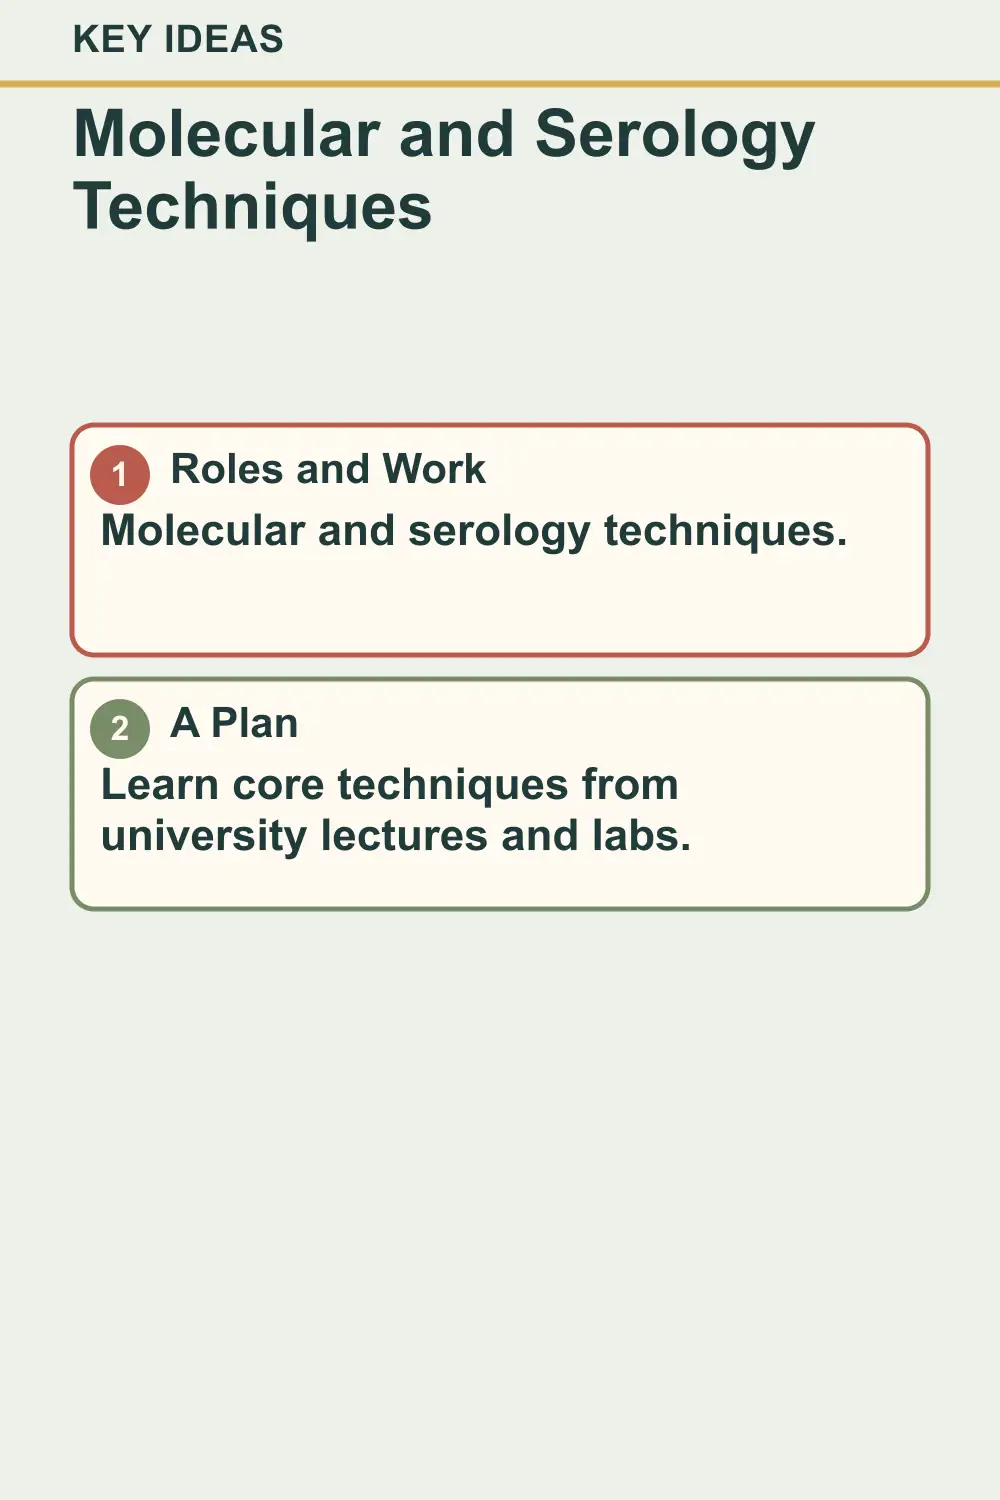 KEY IDEAS
Molecular and Serology
Techniques
1 Roles and Work
Molecular and serology techniques.
2 A Plan
Learn core techniques from
university lectures and labs.